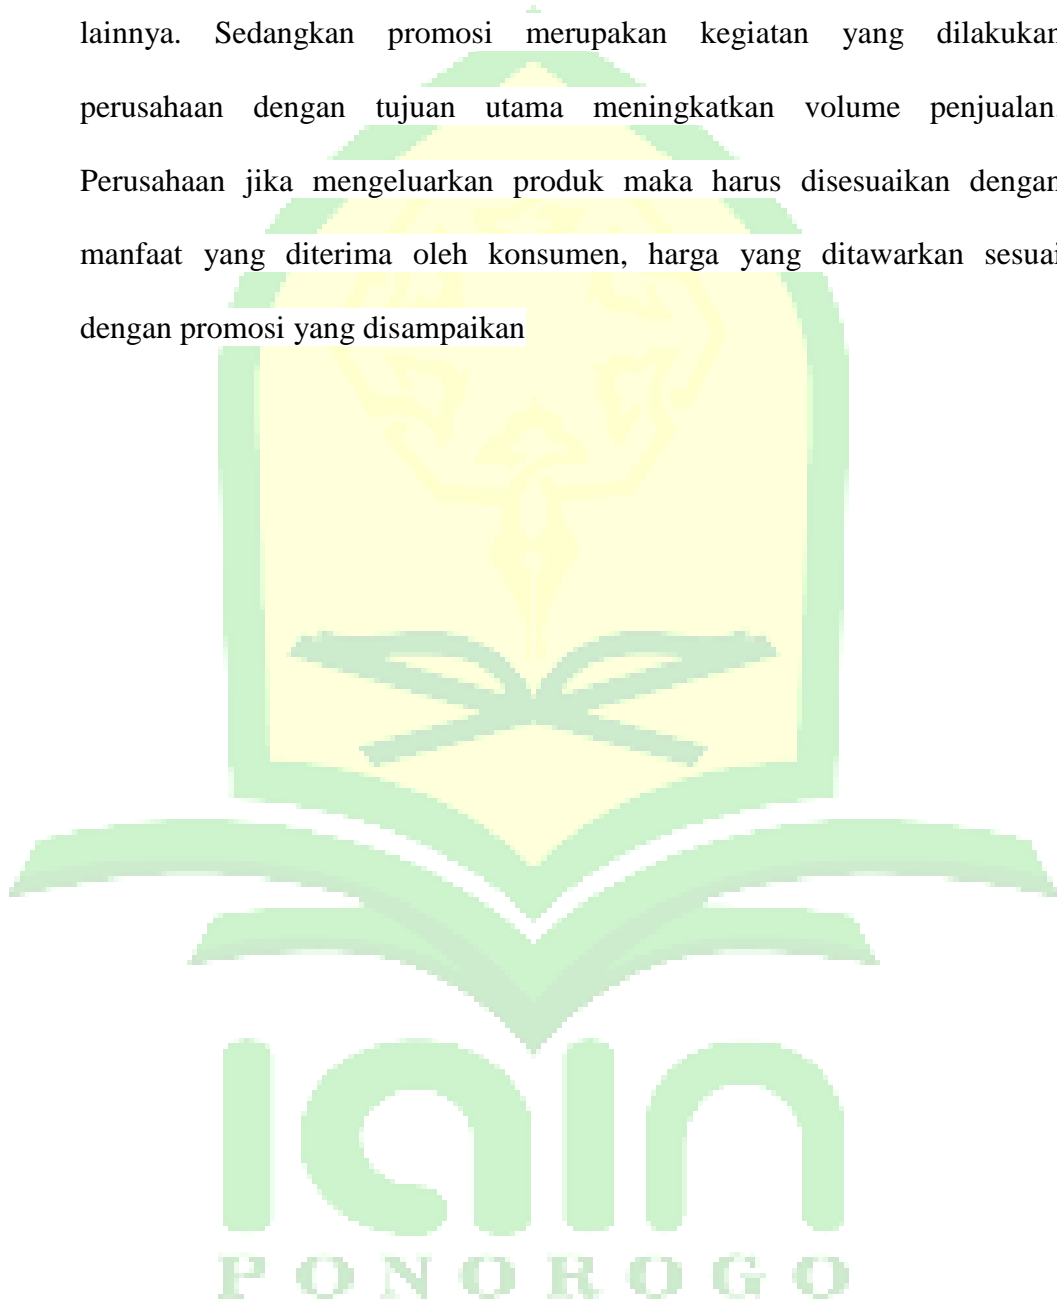 lainnya. Sedangkan promosi merupakan kegiatan yang dilakukan
perusahaan dengan tujuan utama meningkatkan volume penjualan.
Perusahaan jika mengeluarkan produk maka harus disesuaikan dengan
manfaat yang diterima oleh konsumen, harga yang ditawarkan sesuai
dengan promosi yang disampaikan
iain
PONOROGO